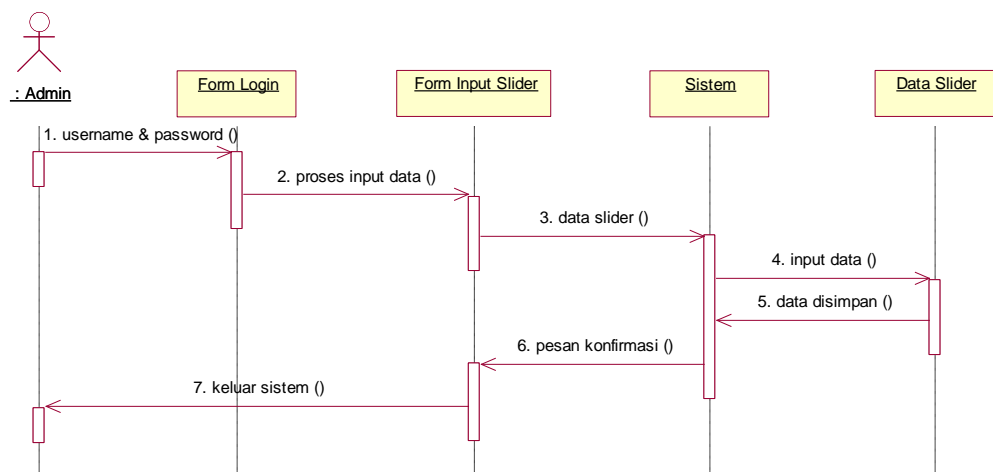 : Admin
Form Login
Form Input Slider
Sistem
Data Slider
1. username & password ()
2. proses input data ()
3. data slider ()
4. input data ()
5. data disimpan ()
6. pesan konfirmasi ()
7. keluar sistem ()